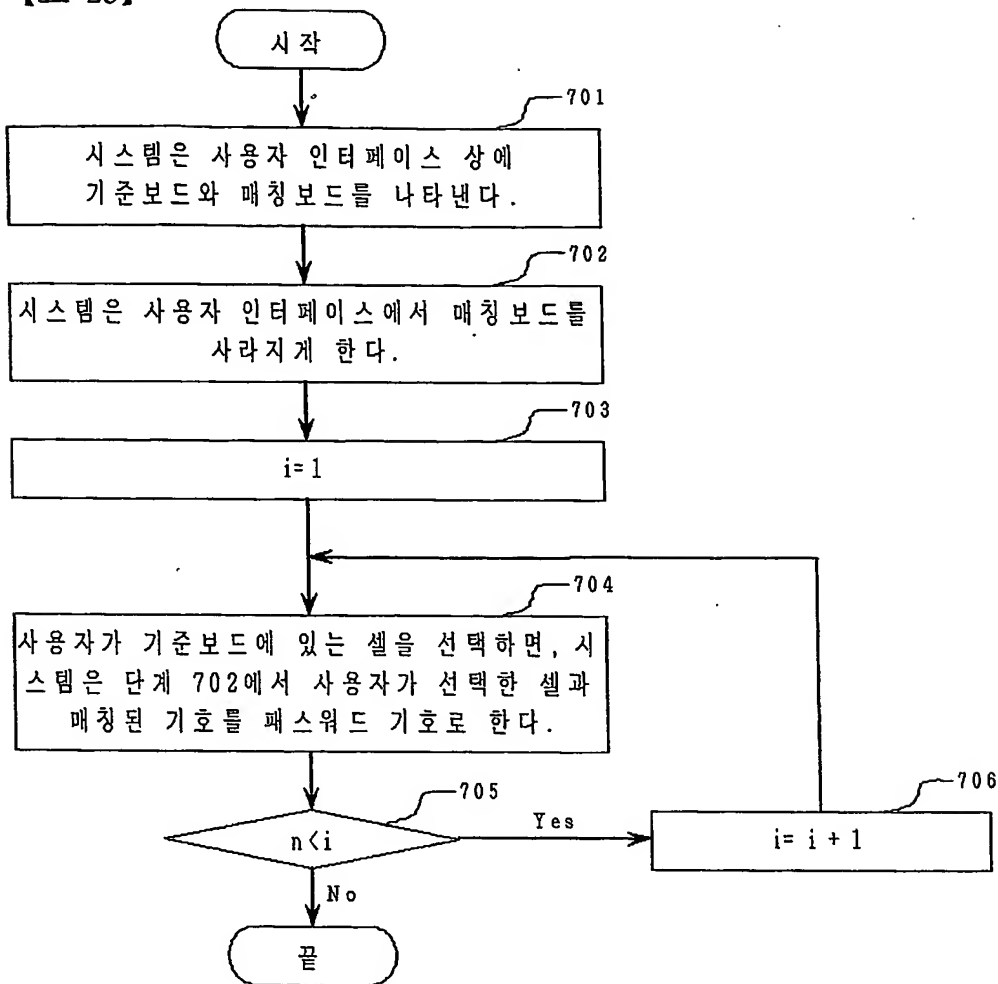 시작
701
시스템은 사용자 인터페이스 상에
기준보드와 매칭보드를 나타낸다.
702
시스템은 사용자 인터페이스에서 매칭보드를
사라지게 한다.
703
i=1
704
사용자가 기준보드에 있는 셀을 선택하면, 시
스템은 단계 702에서 사용자가 선택한 셀과
매칭된 기호를 패스워드 기호로 한다.
705
n<i
Yes
706
i= i + 1
No
끝